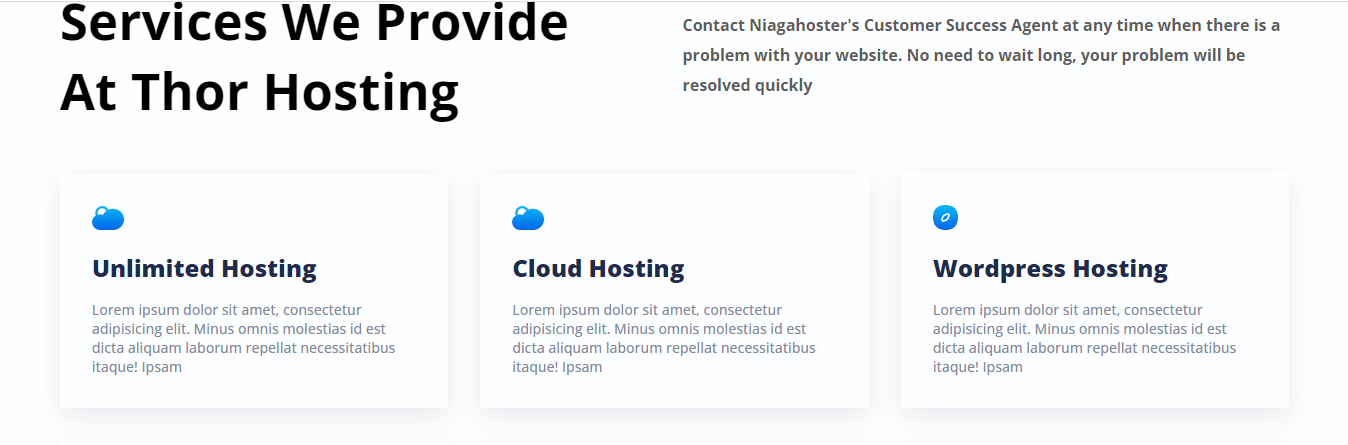 Services We Provide
At Thor Hosting
Contact Niagahoster's Customer Success Agent at any time when there is a
problem with your website. No need to wait long, your problem will be
resolved quickly
Unlimited Hosting
Lorem ipsum dolor sit amet, consectetur
adipisicing elit. Minus omnis molestias id est
dicta aliquam laborum repellat necessitatibus
itaque! Ipsam
Cloud Hosting
Lorem ipsum dolor sit amet, consectetur
adipisicing elit. Minus omnis molestias id est
dicta aliquam laborum repellat necessitatibus
itaque! Ipsam
Wordpress Hosting
Lorem ipsum dolor sit amet, consectetur
adipisicing elit. Minus omnis molestias id est
dicta aliquam laborum repellat necessitatibus
itaque! Ipsam